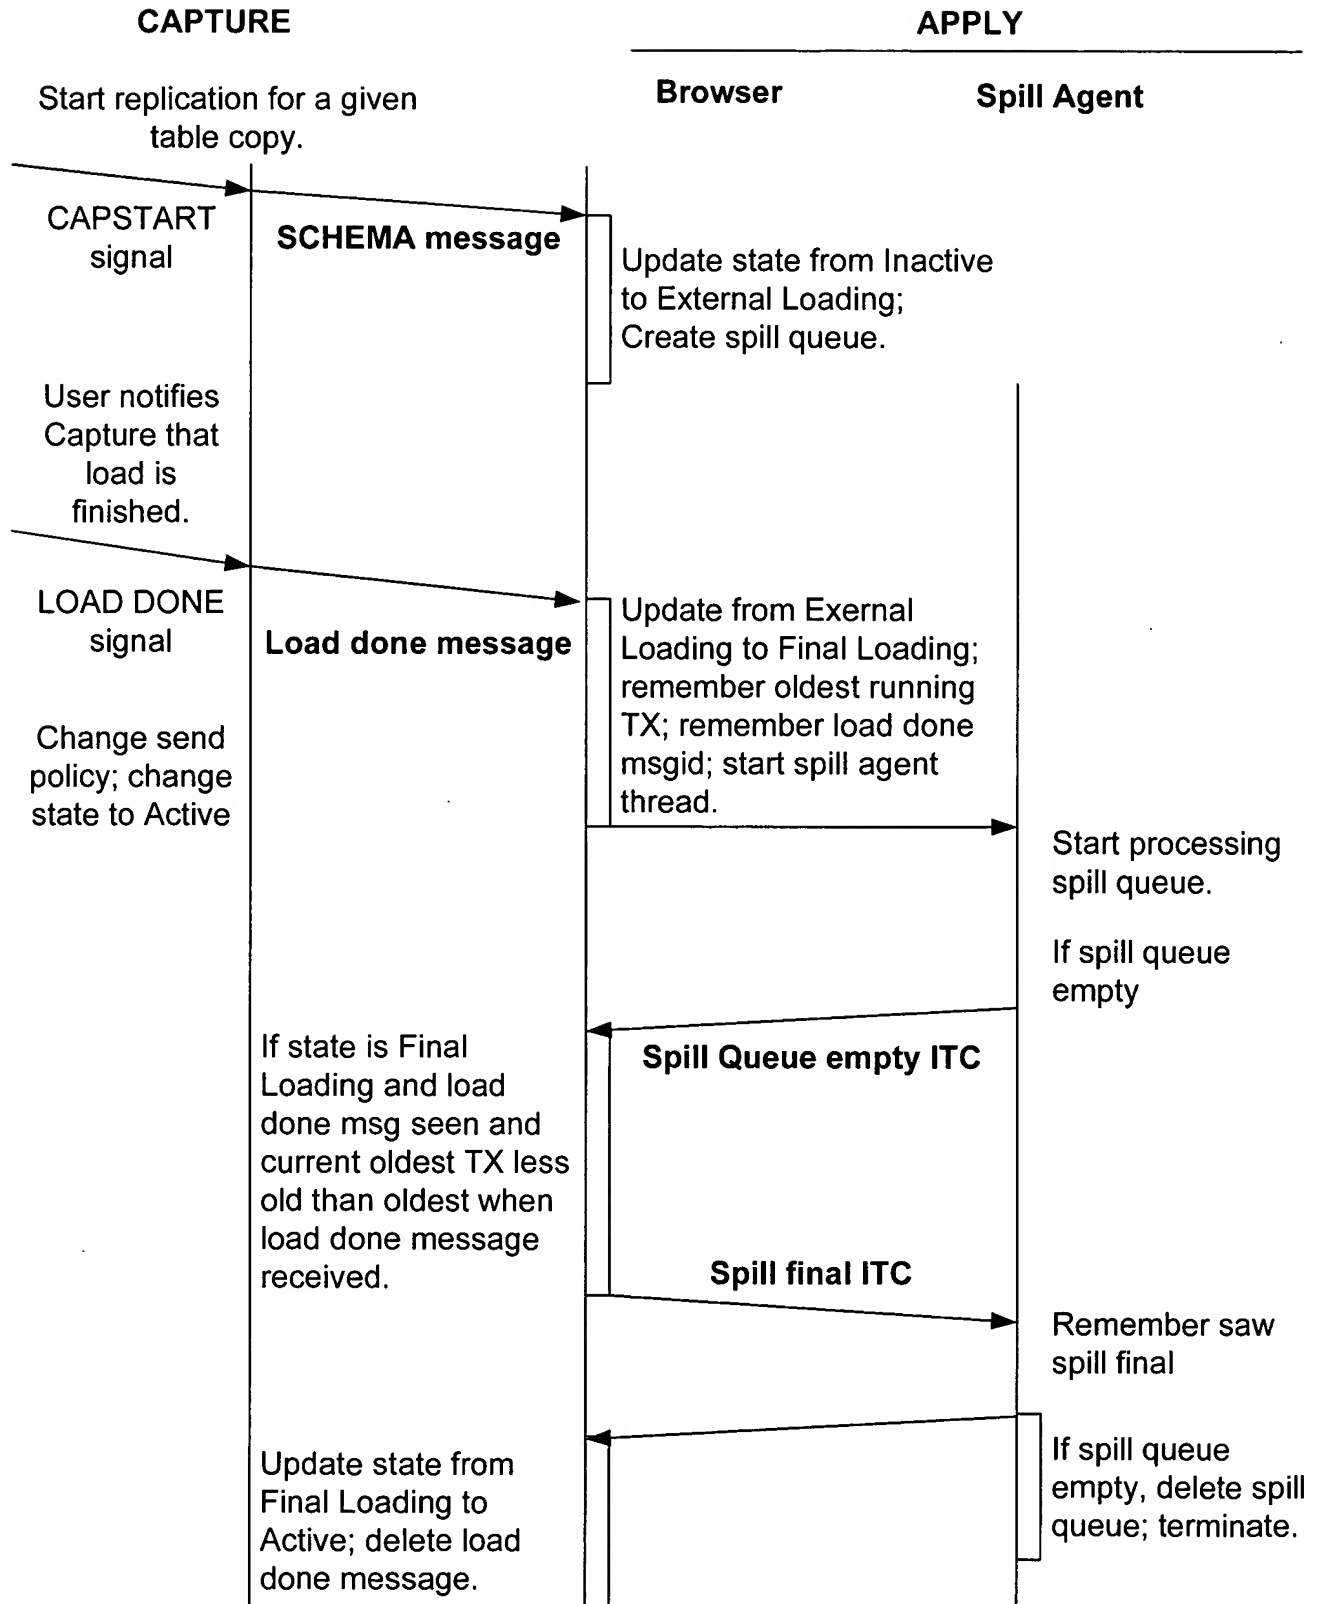 CAPTURE
APPLY
Browser
Spill Agent
Start replication for a given
table copy.
CAPSTART
signal
SCHEMA message
Update state from Inactive
to External Loading;
Create spill queue.
User notifies
Capture that
load is
finished.
LOAD DONE
signal
Load done message
Update from Exernal
Loading to Final Loading;
remember oldest running
TX; remember load done
msgid; start spill agent
thread.
Change send
policy; change
state to Active
Start processing
spill queue.
If spill queue
empty
Spill Queue empty ITC
If state is Final
Loading and load
done msg seen and
current oldest TX less
old than oldest when
load done message
received.
Spill final ITC
Remember saw
spill final
If spill queue
empty, delete spill
queue; terminate.
Update state from
Final Loading to
Active; delete load
done message.